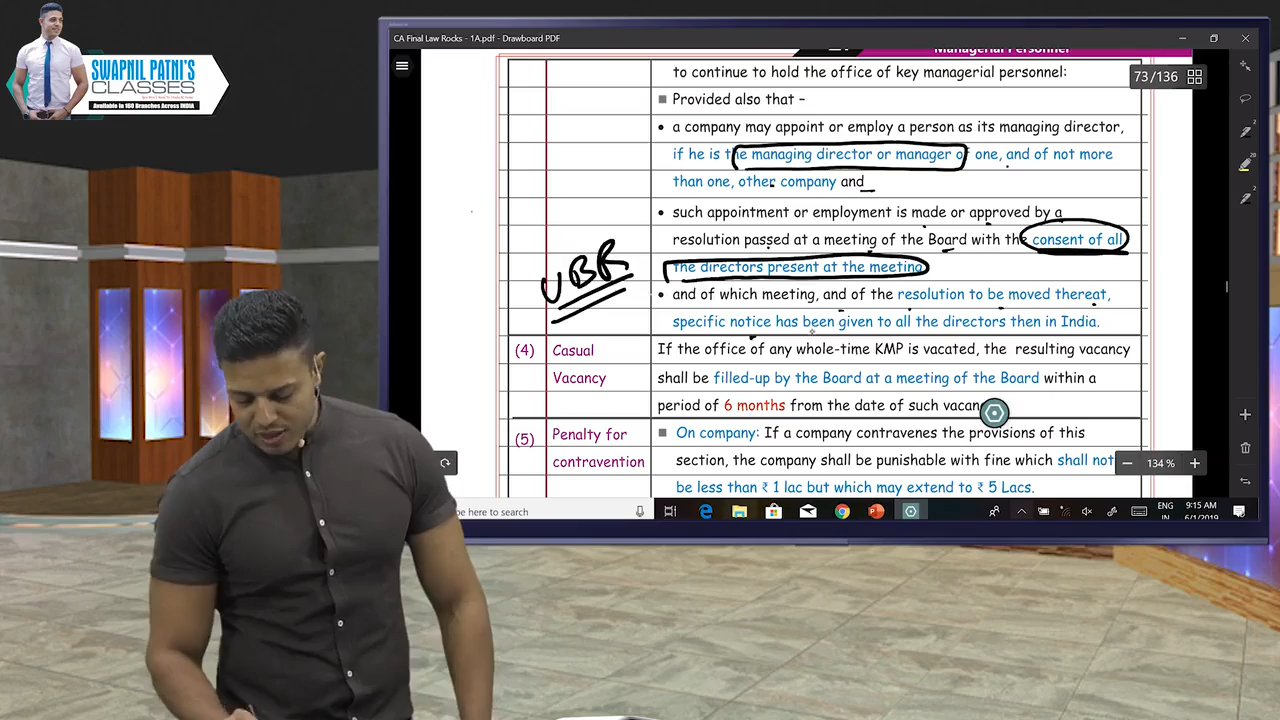 SWAPNIL PATNI'S
CLASSES
Available in 160 Branches Across INDIA
CA Final Law Rocks - 1A.pdf - Drawboard PDF
Managerial Personnel
73/136
to continue to hold the office of key managerial personnel:
■ Provided also that –
• a company may appoint or employ a person as its managing director,
if he is the managing director or manager of one, and of not more
than one, other company and
• such appointment or employment is made or approved by a
resolution passed at a meeting of the Board with the consent of all
the directors present at the meeting
UBR
• and of which meeting, and of the resolution to be moved thereat,
specific notice has been given to all the directors then in India.
(4) Casual If the office of any whole-time KMP is vacated, the resulting vacancy
Vacancy shall be filled-up by the Board at a meeting of the Board within a
period of 6 months from the date of such vacan
(5) Penalty for ■ On company: If a company contravenes the provisions of this
contravention section, the company shall be punishable with fine which shall not
be less than ₹ 1 lac but which may extend to ₹ 5 Lacs.
134 %
pe here to search
ENG 9:15 AM
IN 6/1/2019